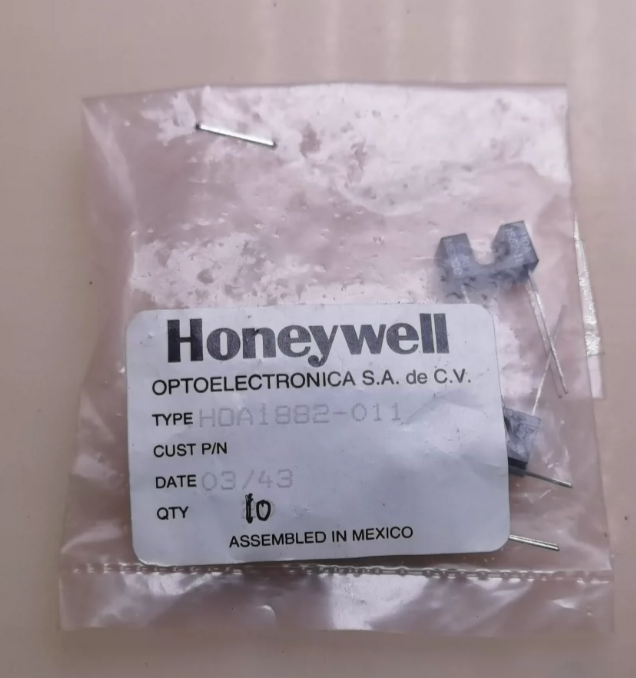 Honeywell
OPTOELECTRONICA S.A. de C.V.
TYPE HOA1882-011
CUST P/N
DATE 03/43
QTY 10
ASSEMBLED IN MEXICO